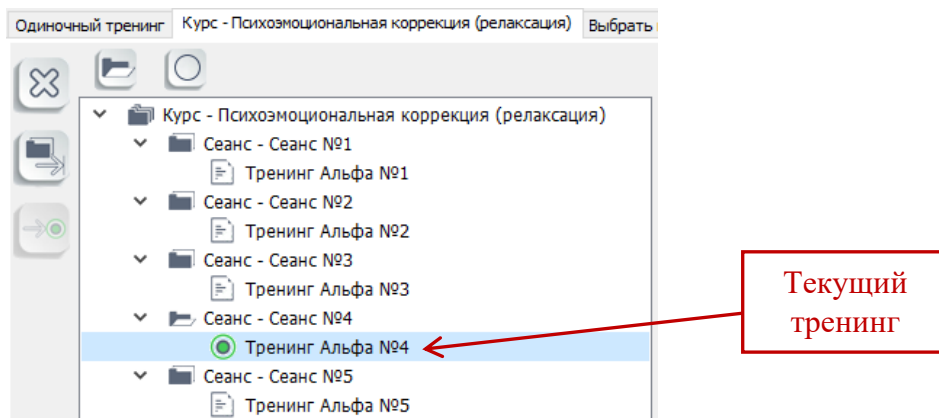 Одиночный тренинг Курс - Психоэмоциональная коррекция (релаксация) Выбрать
Курс - Психоэмоциональная коррекция (релаксация)
Сеанс - Сеанс №1
Тренинг Альфа №1
Сеанс - Сеанс №2
Тренинг Альфа №2
Сеанс - Сеанс №3
Тренинг Альфа №3
Сеанс - Сеанс №4
Тренинг Альфа №4
Сеанс - Сеанс №5
Тренинг Альфа №5
Текущий
тренинг